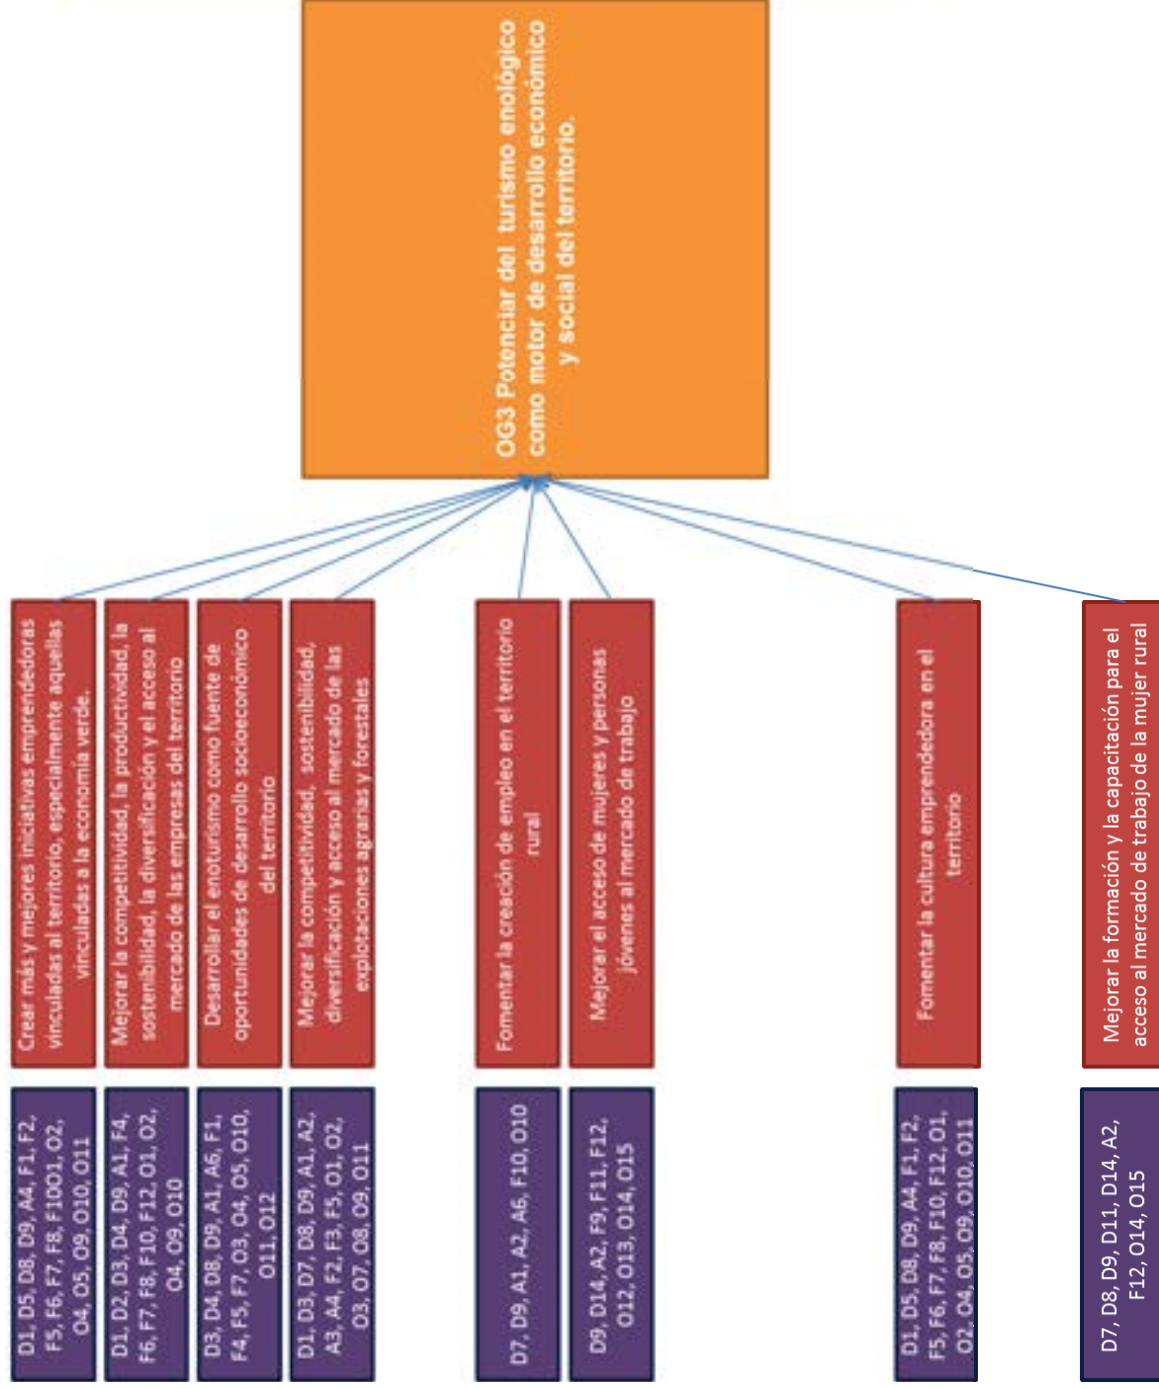 D1, D5, D8, D9, A4, F1, F2,
F5, F6, F7, F8, F10O1, O2,
O4, O5, O9, O10, O11
Crear más y mejores iniciativas emprendedoras
vinculadas al territorio, especialmente aquellas
vinculadas a la economía verde.
D1, D2, D3, D4, D9, A1, F4,
F6, F7, F8, F10, F12, O1, O2,
O4, O9, O10
Mejorar la competitividad, la productividad, la
sostenibilidad, la diversificación y el acceso al
mercado de las empresas del territorio
D3, D4, D8, D9, A1, A6, F1,
F4, F5, F7, O3, O4, O5, O10,
O11, O12
Desarrollar el enoturismo como fuente de
oportunidades de desarrollo socioeconómico
del territorio
D1, D3, D7, D8, D9, A1, A2,
A3, A4, F2, F3, F5, O1, O2,
O3, O7, O8, O9, O11
Mejorar la competitividad, sostenibilidad,
diversificación y acceso al mercado de las
explotaciones agrarias y forestales
D7, D9, A1, A2, A6, F10, O10
Fomentar la creación de empleo en el territorio
rural
D9, D14, A2, F9, F11, F12,
O12, O13, O14, O15
Mejorar el acceso de mujeres y personas
jóvenes al mercado de trabajo
D1, D5, D8, D9, A4, F1, F2,
F5, F6, F7, F8, F10, F12, O1,
O2, O4, O5, O9, O10, O11
Fomentar la cultura emprendedora en el
territorio
D7, D8, D9, D11, D14, A2,
F12, O14, O15
Mejorar la formación y la capacitación para el
acceso al mercado de trabajo de la mujer rural
OG3 Potenciar del turismo enológico
como motor de desarrollo económico
y social del territorio.